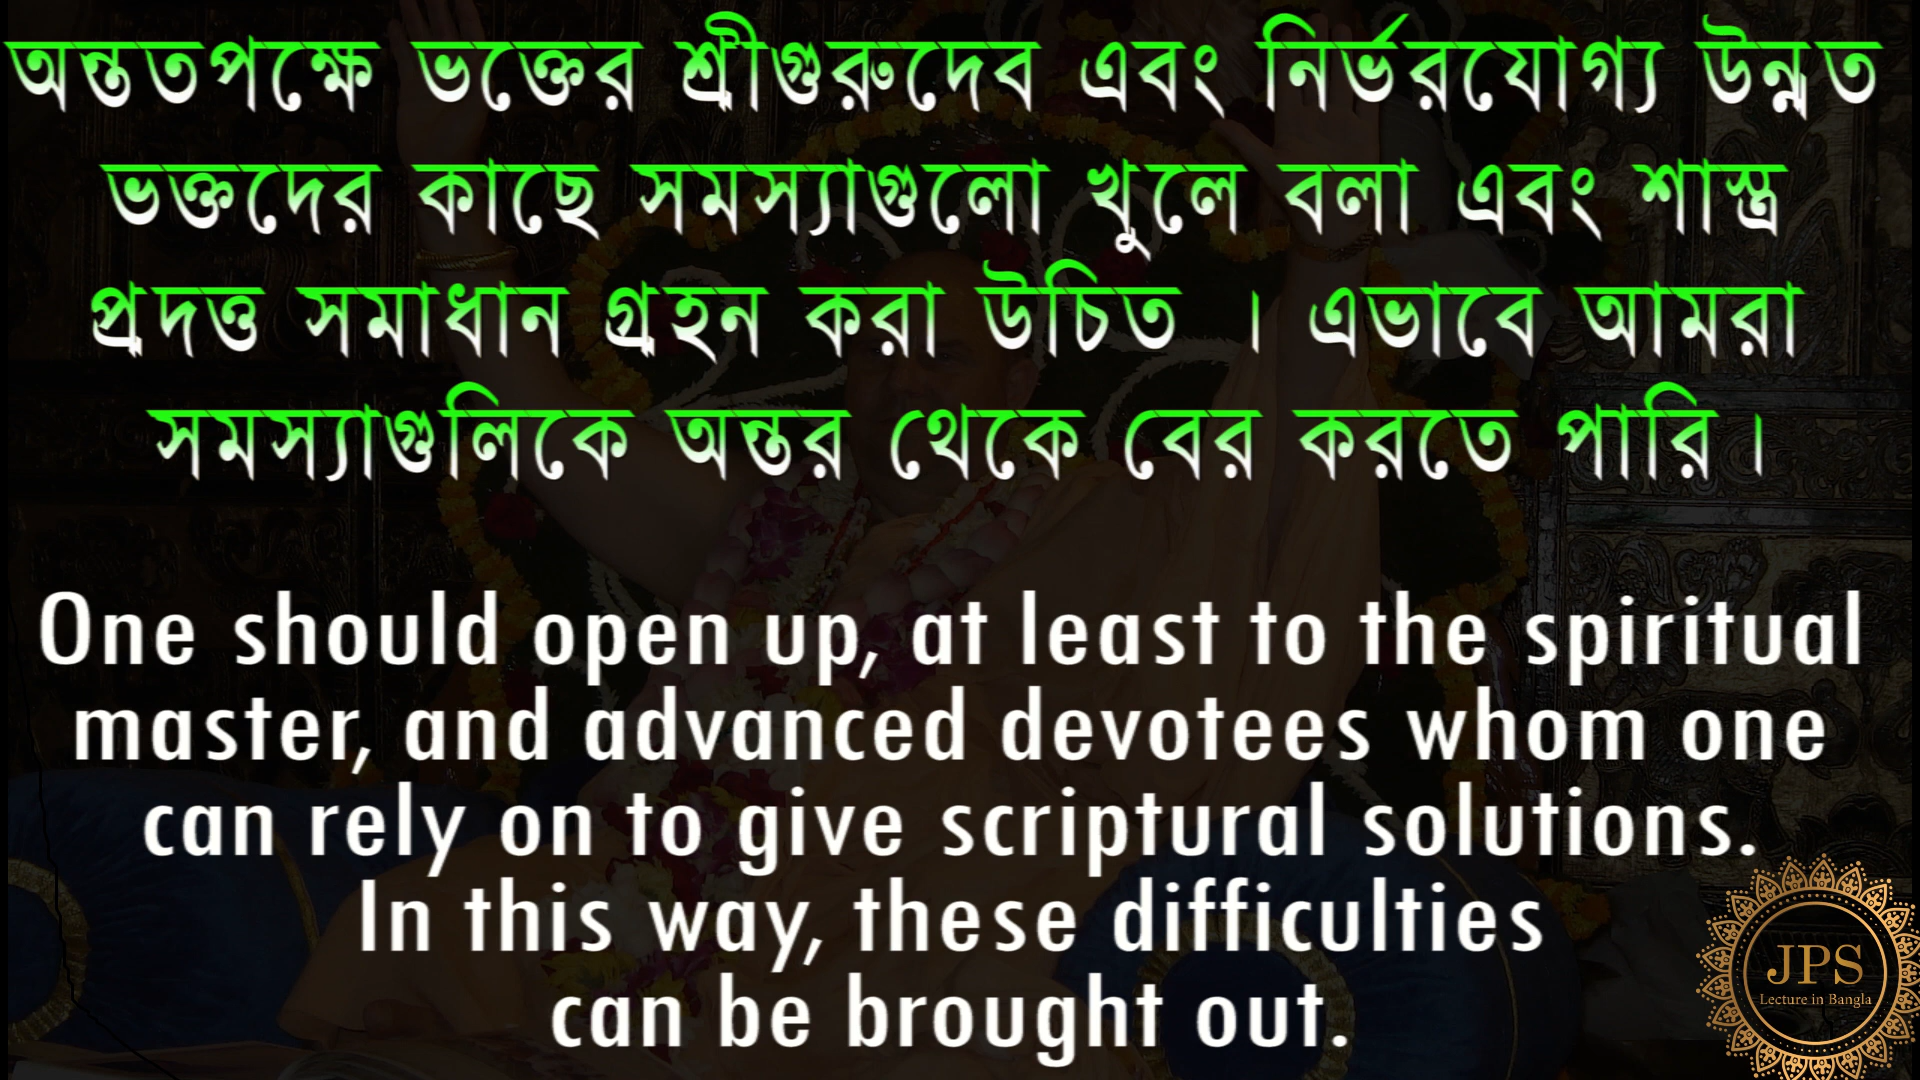 অন্ততপক্ষে ভক্তের শ্রীগুরুদেব এবং নির্ভরযোগ্য উন্নত
ভক্তদের কাছে সমস্যাগুলো খুলে বলা এবং শাস্ত্র
প্রদত্ত সমাধান গ্রহন করা উচিত । এভাবে আমরা
সমস্যাগুলিকে অন্তর থেকে বের করতে পারি ।
One should open up, at least to the spiritual
master, and advanced devotees whom one
can rely on to give scriptural solutions.
In this way, these difficulties
can be brought out.
JPS
Lecture in Bangla